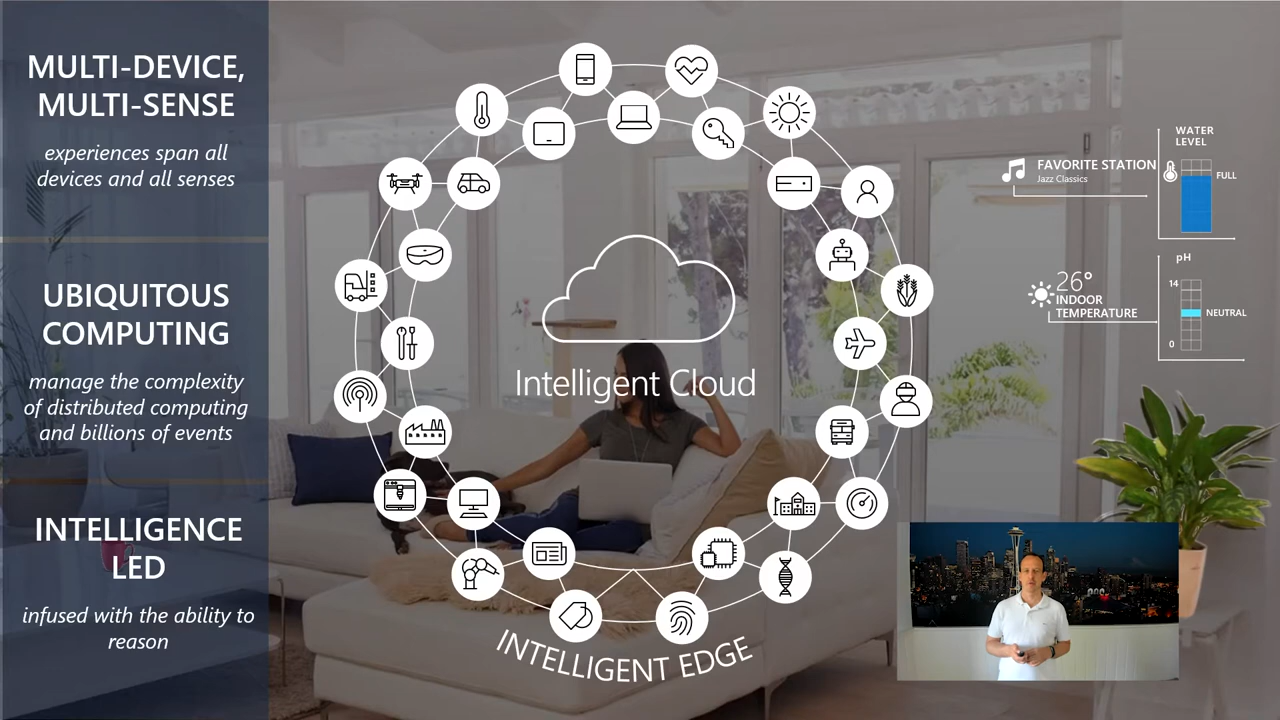 MULTI-DEVICE,
MULTI-SENSE
experiences span all
devices and all senses
UBIQUITOUS
COMPUTING
manage the complexity
of distributed computing
and billions of events
INTELLIGENCE
LED
infused with the ability to
reason
Intelligent Cloud
INTELLIGENT EDGE
FAVORITE STATION
Jazz Classics
WATER
LEVEL
FULL
26°
INDOOR
TEMPERATURE
pH
14
NEUTRAL
0